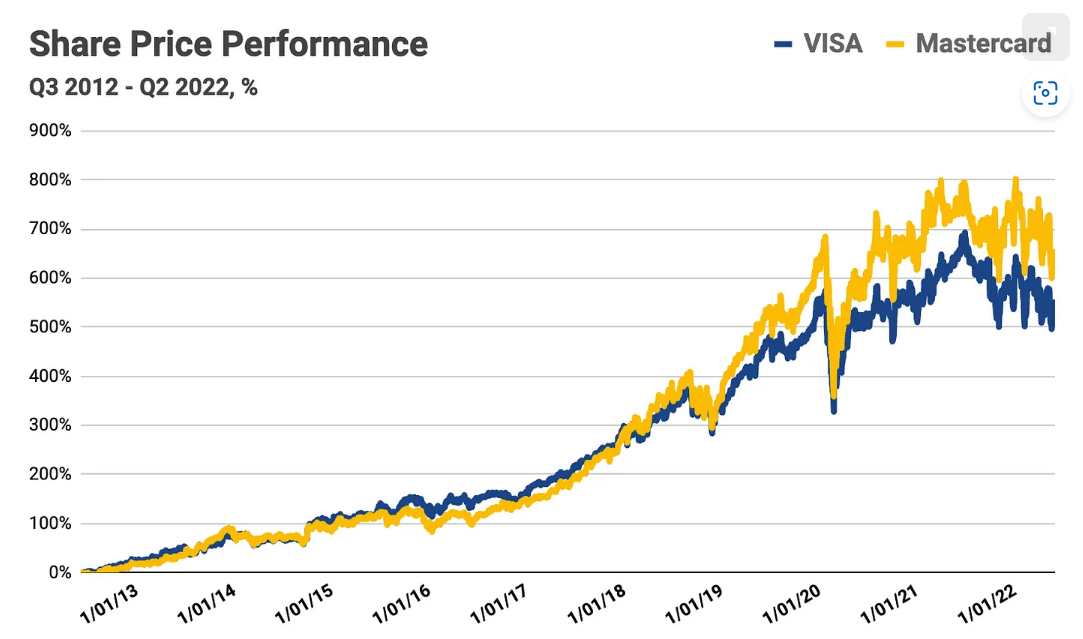 Share Price Performance
VISA Mastercard
Q3 2012 - Q2 2022, %
900%
800%
700%
600%
500%
400%
300%
200%
100%
0%
1/01/13 1/01/14 1/01/15 1/01/16 1/01/17 1/01/18 1/01/19 1/01/20 1/01/21 1/01/22